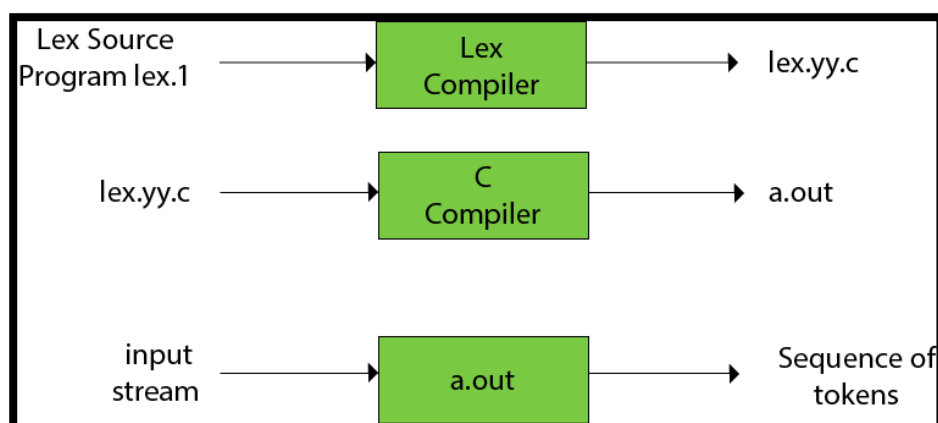 Lex Source
Program lex.1
Lex
Compiler
lex.yy.c
lex.yy.c
C
Compiler
a.out
input
stream
a.out
Sequence of
tokens